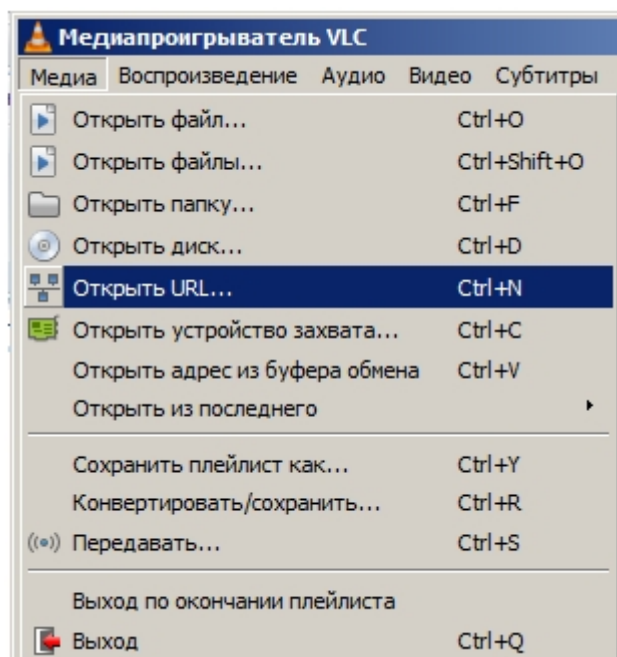 Медиапроигрыватель VLC
Медиа Воспроизведение Аудио Видео Субтитры
Открыть файл... Ctrl+O
Открыть файлы... Ctrl+Shift+O
Открыть папку... Ctrl+F
Открыть диск... Ctrl+D
Открыть URL... Ctrl+N
Открыть устройство захвата... Ctrl+C
Открыть адрес из буфера обмена Ctrl+V
Открыть из последнего
Сохранить плейлист как... Ctrl+Y
Конвертировать/сохранить... Ctrl+R
Передавать... Ctrl+S
Выход по окончании плейлиста
Выход Ctrl+Q